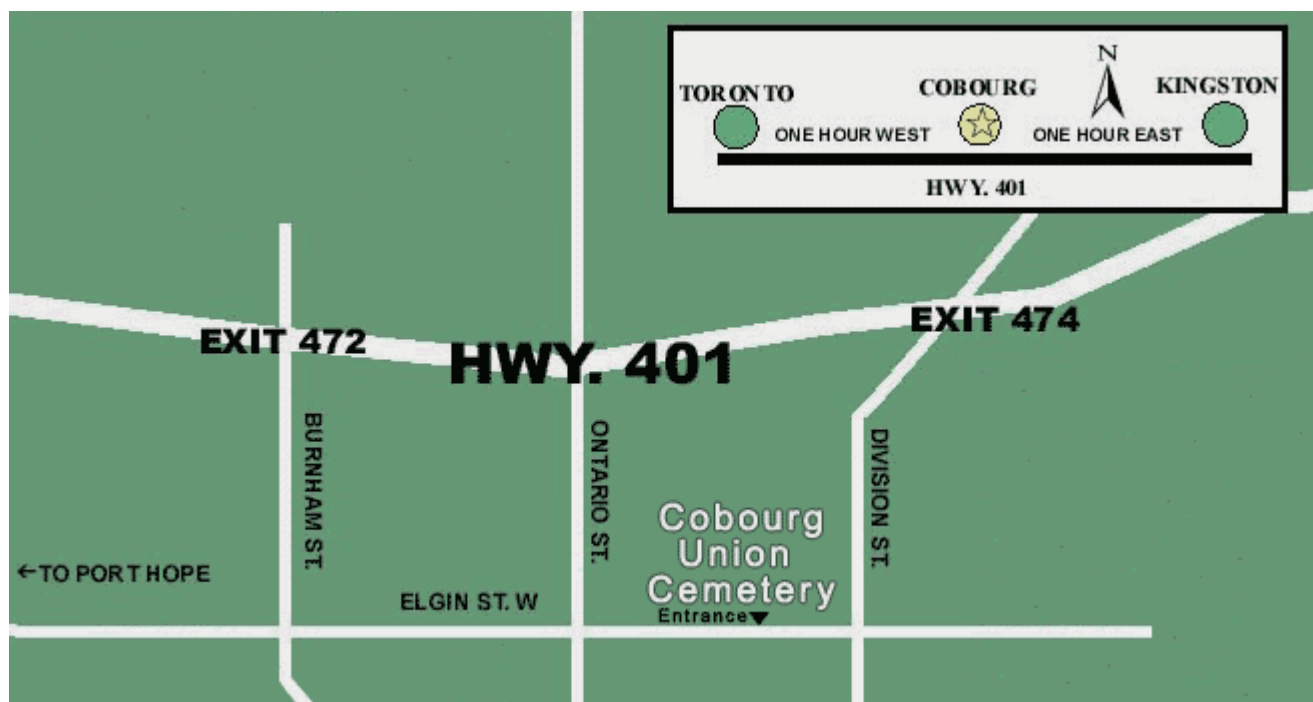 N
TORONTO
COBOURG
KINGSTON
ONE HOUR WEST
ONE HOUR EAST
HWY. 401
EXIT 472
HWY. 401
EXIT 474
BURNHAM ST.
ONTARIO ST.
DIVISION ST.
Cobourg
Union
Cemetery
Entrance
←TO PORT HOPE
ELGIN ST. W